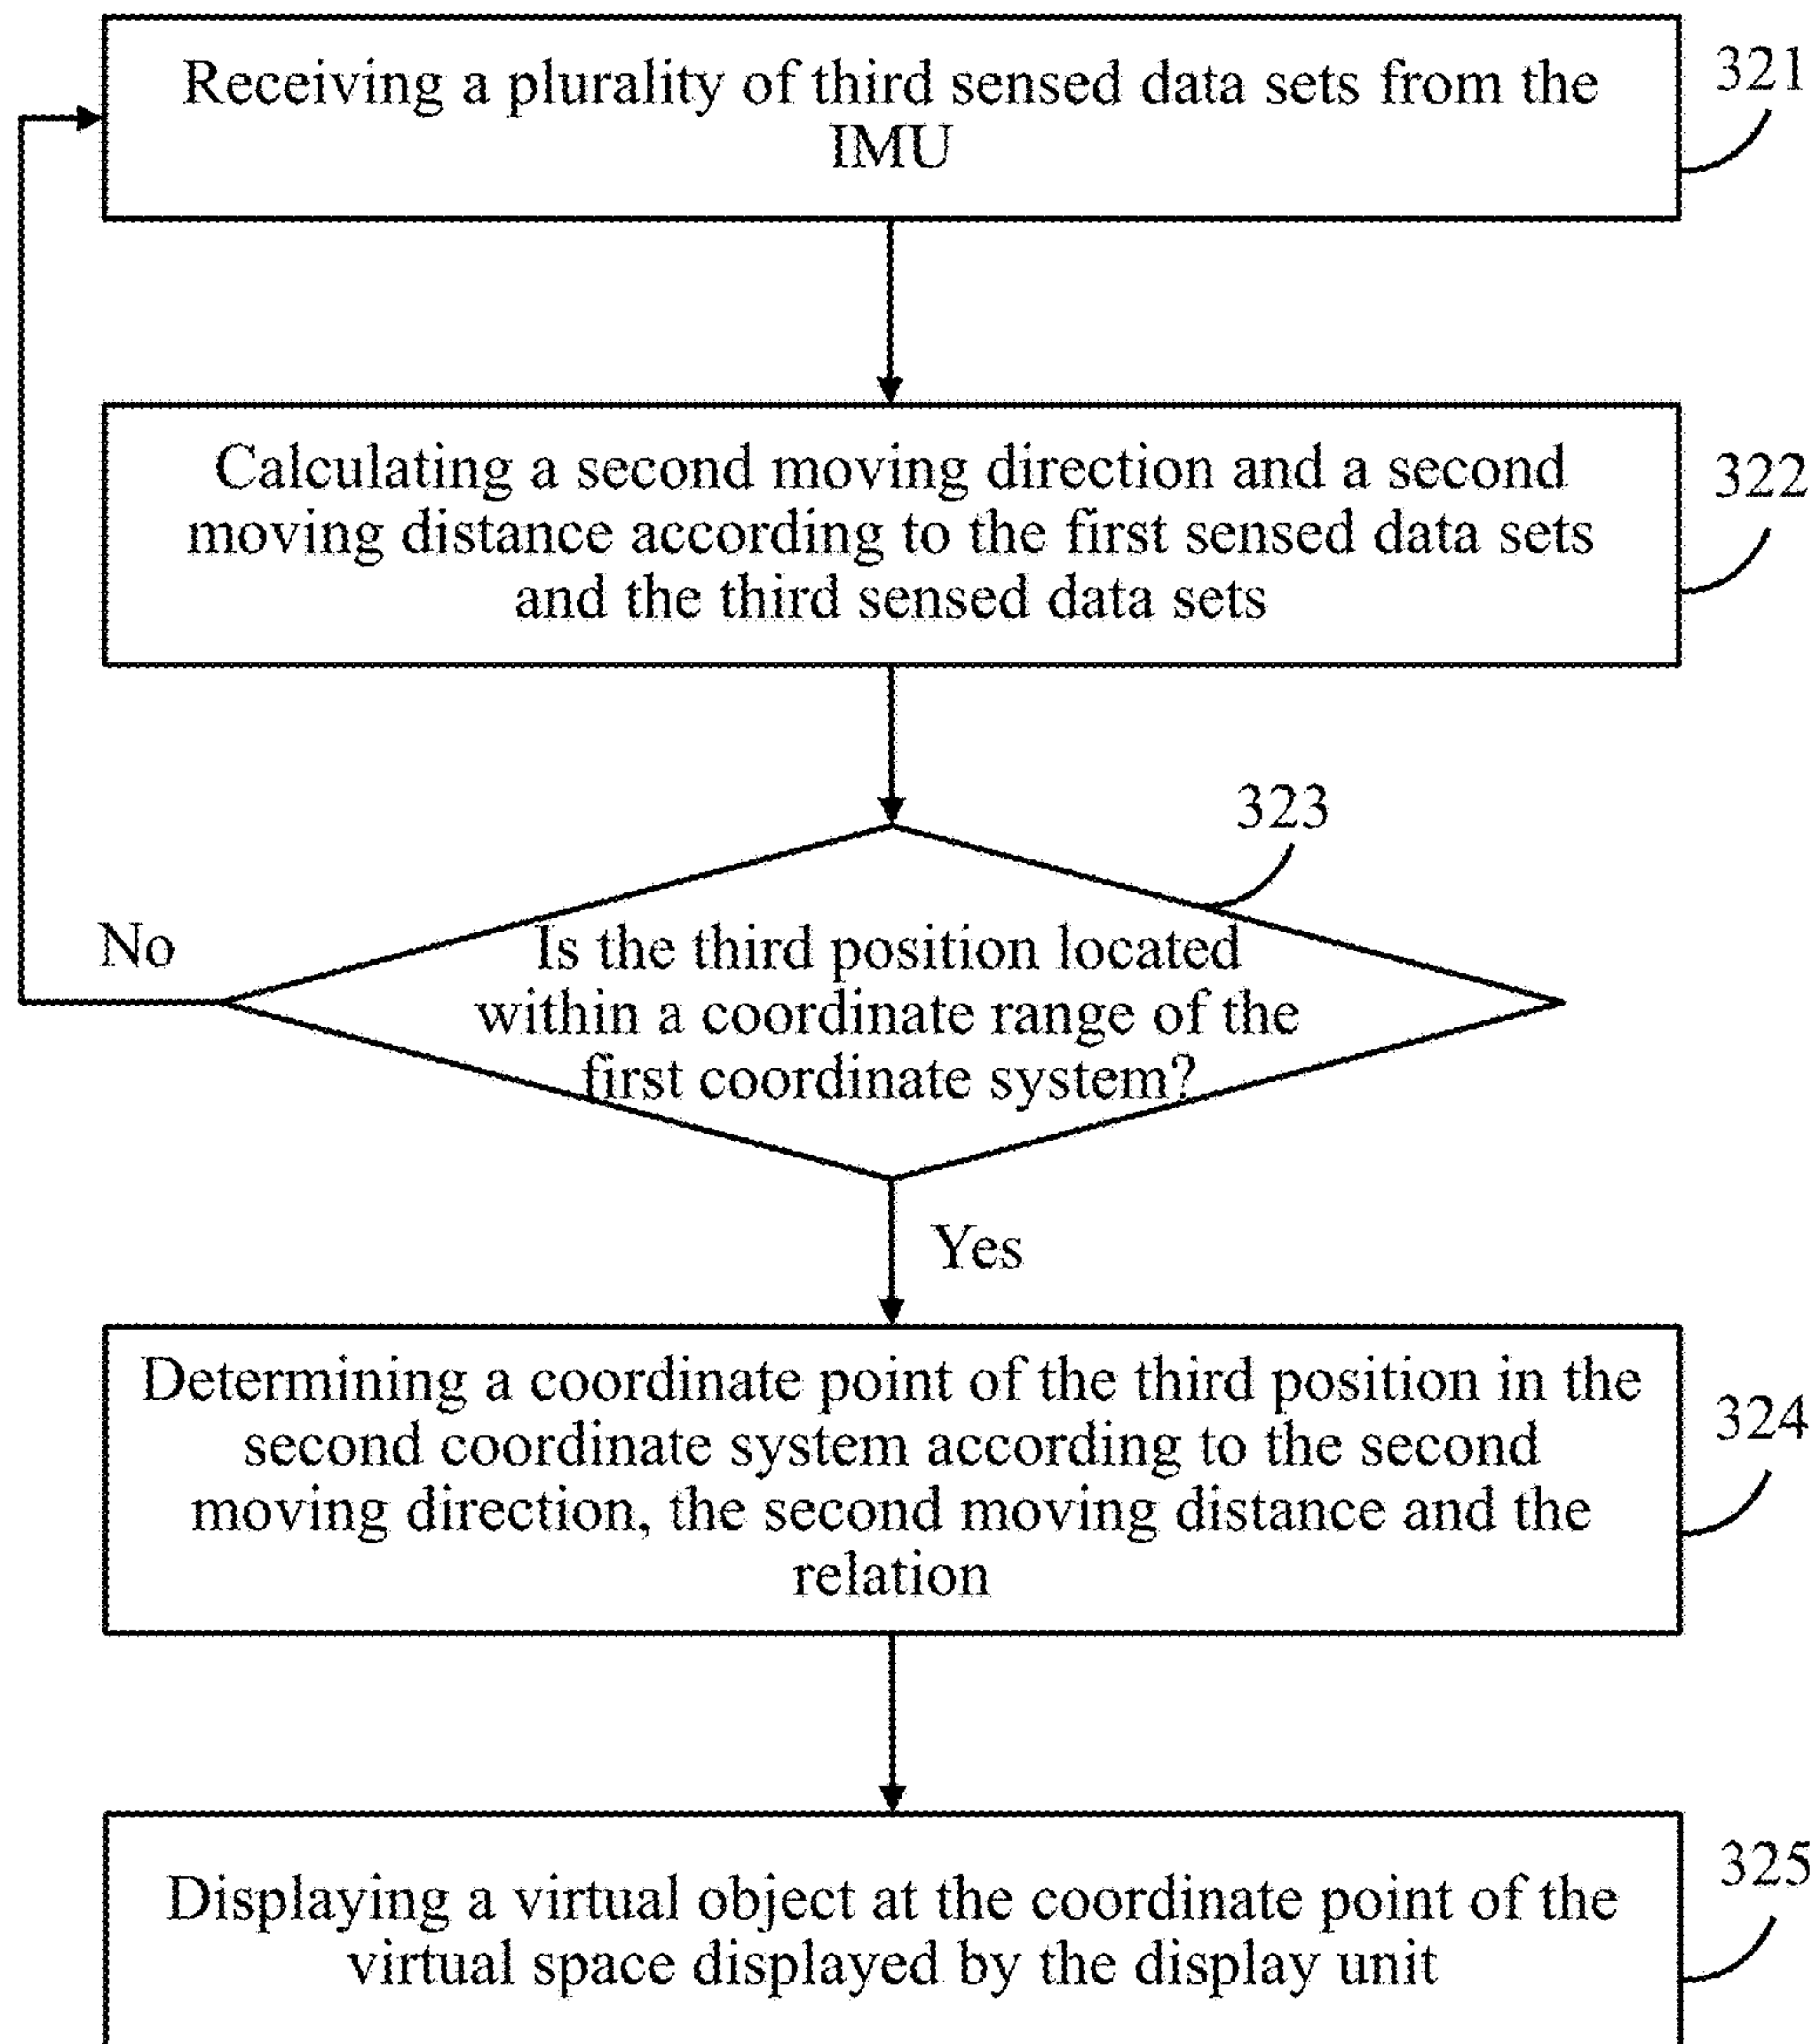 Receiving a plurality of third sensed data sets from the
IMU
321
Calculating a second moving direction and a second
moving distance according to the first sensed data sets
and the third sensed data sets
322
323
Is the third position located
within a coordinate range of the
first coordinate system?
No
Yes
Determining a coordinate point of the third position in the
second coordinate system according to the second
moving direction, the second moving distance and the
relation
324
Displaying a virtual object at the coordinate point of the
virtual space displayed by the display unit
325